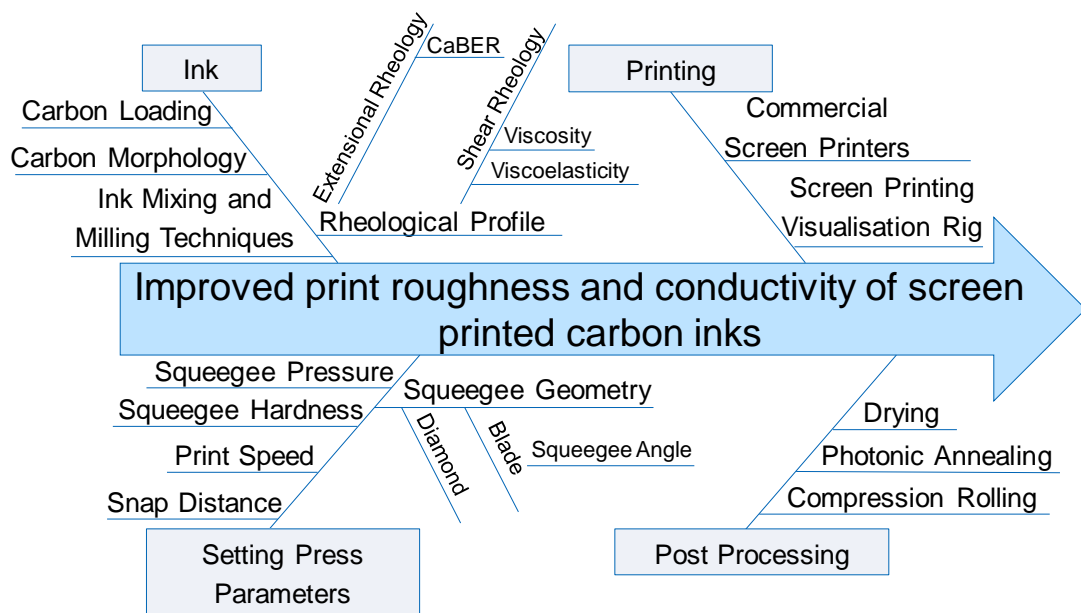 Ink
Carbon Loading
Carbon Morphology
Ink Mixing and
Milling Techniques
Extensional Rheology
CaBER
Shear Rheology
Viscosity
Viscoelasticity
Rheological Profile
Printing
Commercial
Screen Printers
Screen Printing
Visualisation Rig
Improved print roughness and conductivity of screen
printed carbon inks
Squeegee Pressure
Squeegee Hardness
Print Speed
Snap Distance
Squeegee Geometry
Diamond
Blade
Squeegee Angle
Setting Press
Parameters
Drying
Photonic Annealing
Compression Rolling
Post Processing